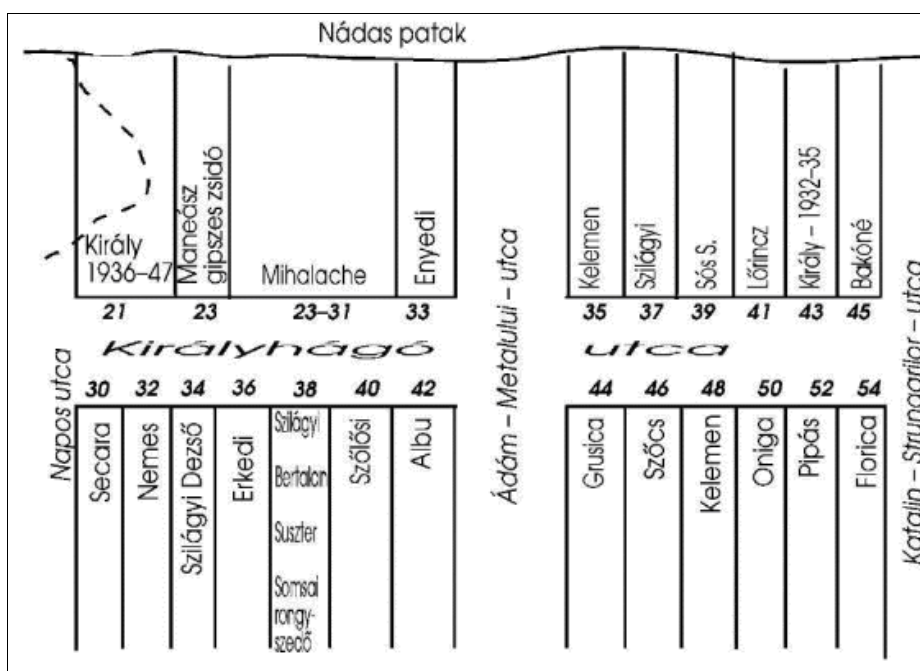 Nádas patak
Király
1936–47
Manéász
gipszes zsidó
Mihalache
Enyedi
Kelemen
Szilágyi
Sós S.
Lőrincz
Király – 1932–35
Bakóné
21 23 23–31 33 35 37 39 41 43 45
Királyhágó utca
Napos utca
Ádám – Metalului – utca
Katalin – Strungarilor – utca
30 32 34 36 38 40 42 44 46 48 50 52 54
Secara
Nemes
Szilágyi Dezső
Erkedi
Szilágyi
Bertalan
Suszter
Somsai
rongy-
szedő
Szőlősi
Albu
Grusica
Szőcs
Kelemen
Oniga
Pipás
Florica